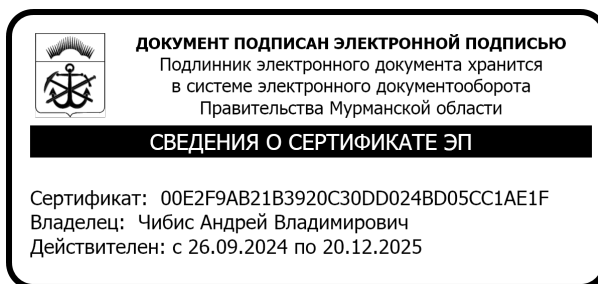 ДОКУМЕНТ ПОДПИСАН ЭЛЕКТРОННОЙ ПОДПИСЬЮ
Подлинник электронного документа хранится
в системе электронного документооборота
Правительства Мурманской области
СВЕДЕНИЯ О СЕРТИФИКАТЕ ЭП
Сертификат: 00E2F9AB21B3920C30DD024BD05CC1AE1F
Владелец: Чибис Андрей Владимирович
Действителен: с 26.09.2024 по 20.12.2025